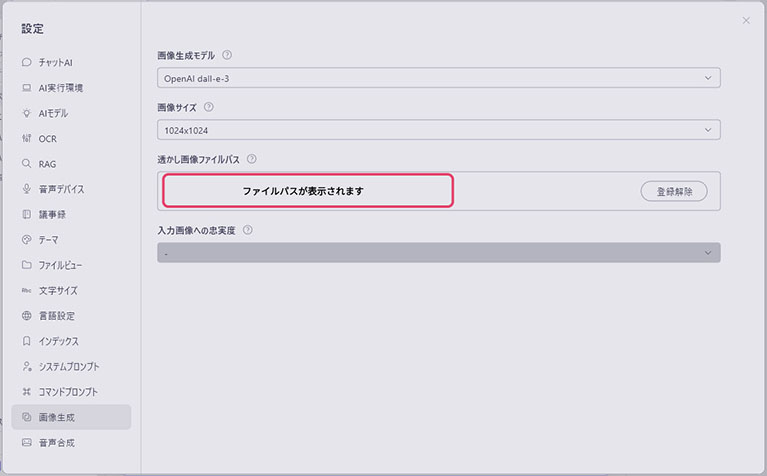 設定
チャットAI
AI実行環境
AIモデル
OCR
RAG
音声デバイス
議事録
テーマ
ファイルビュー
Abc 文字サイズ
言語設定
インデックス
システムプロンプト
コマンドプロンプト
画像生成
音声合成
画像生成モデル ?
OpenAI dall-e-3
画像サイズ ?
1024x1024
透かし画像ファイルパス ?
ファイルパスが表示されます
登録解除
入力画像への忠実度 ?
-